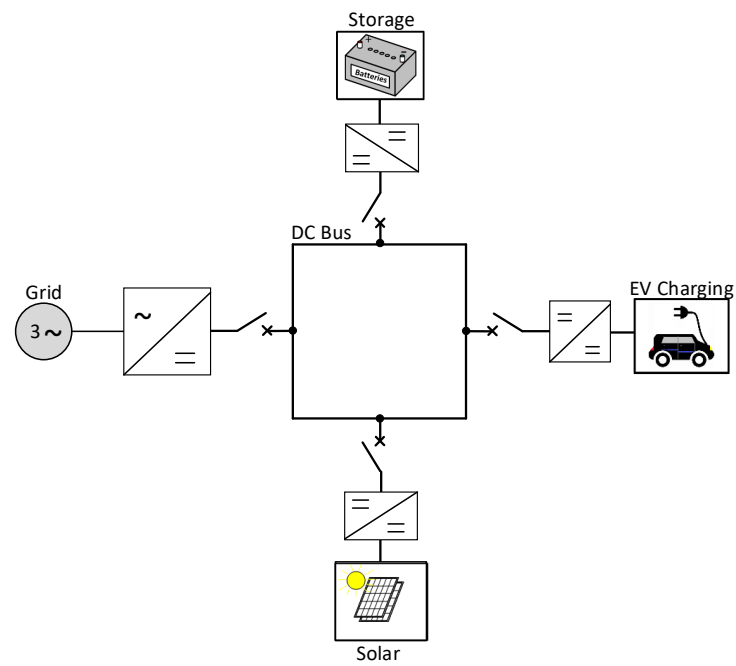 Storage
+
-
Batteries
DC Bus
Grid
3 ~
~
EV Charging
Solar